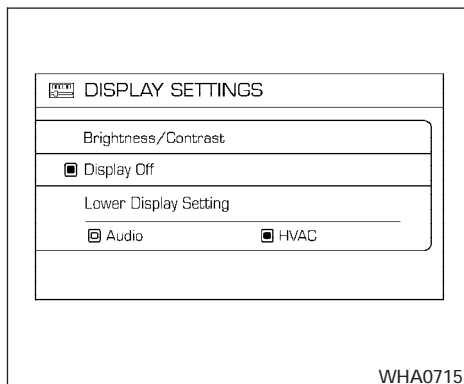 DISPLAY SETTINGS
Brightness/Contrast
Display Off
Lower Display Setting
Audio HVAC
WHA0715